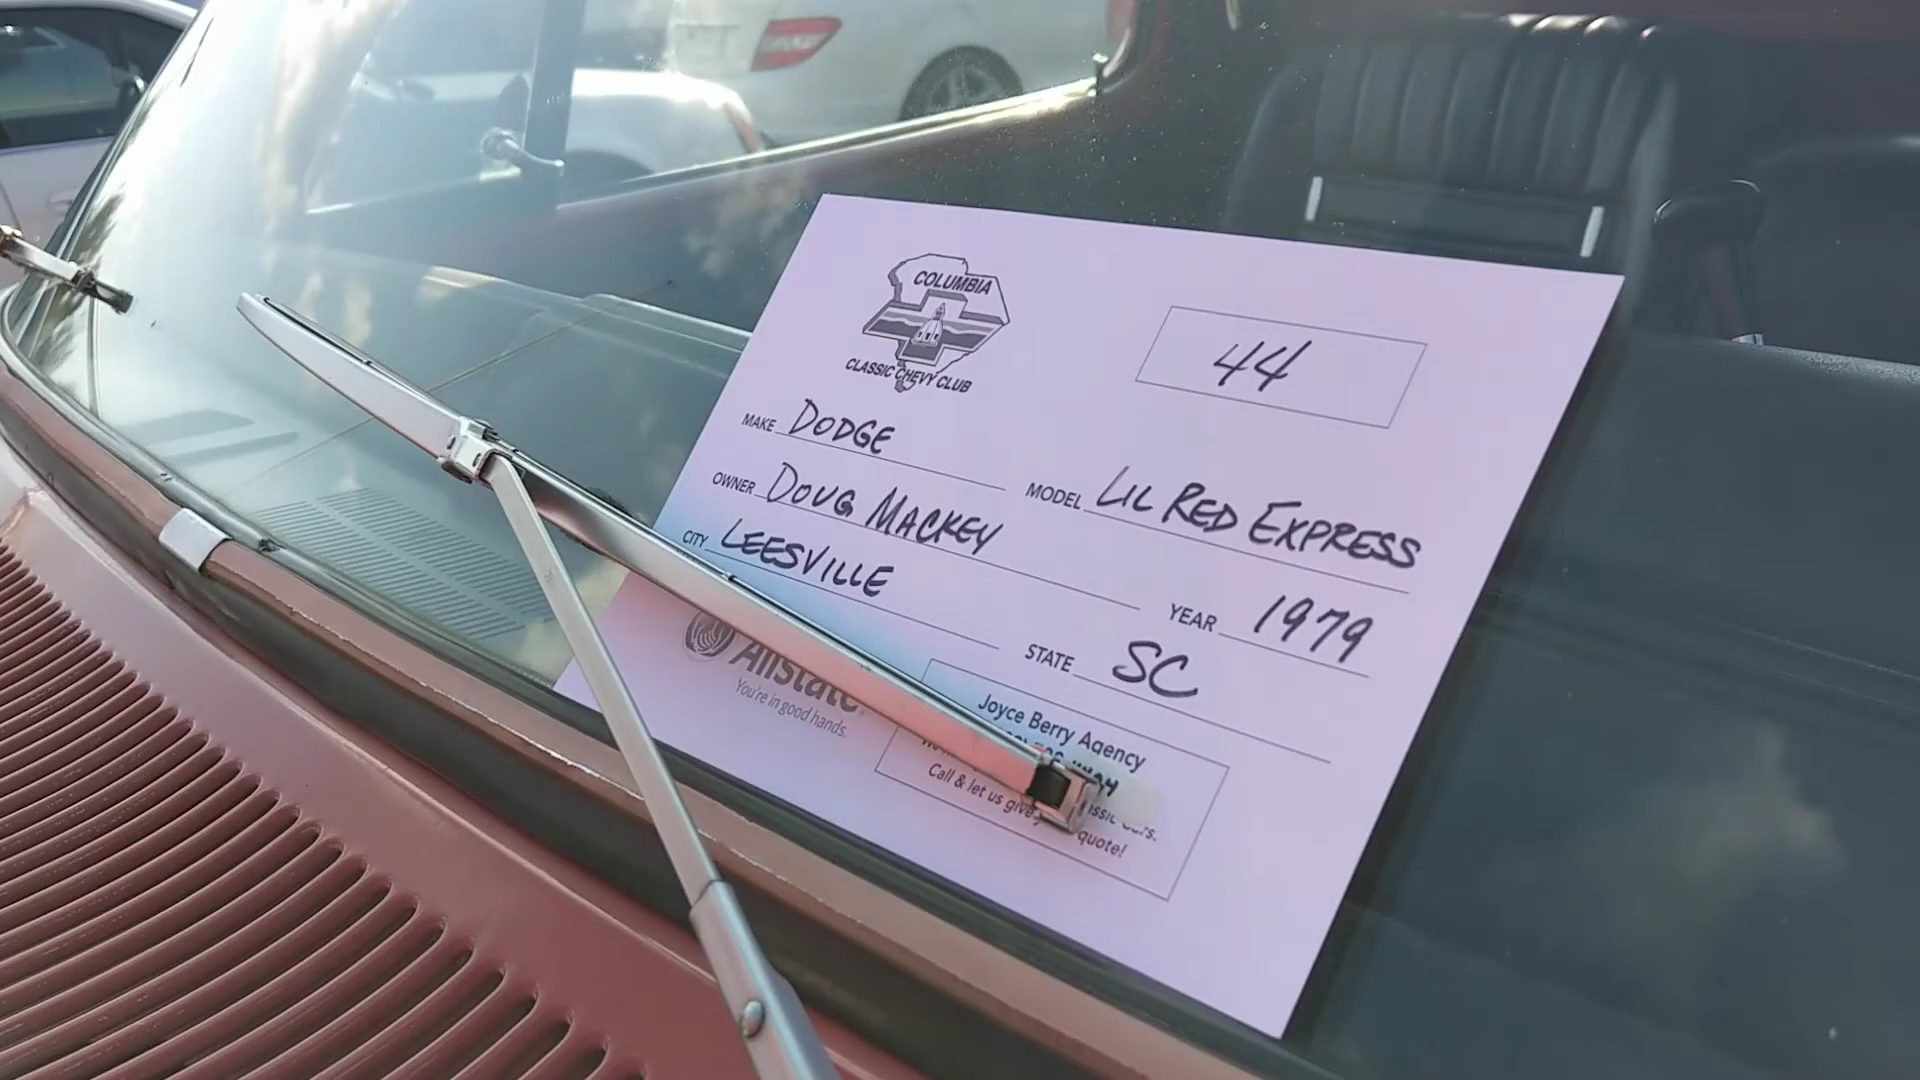 COLUMBIA
CLASSIC CHEVY CLUB
44
MAKE DODGE
MODEL LIL RED EXPRESS
OWNER DOUG MACKEY
YEAR 1979
CITY LEESVILLE
STATE SC
Allstate
You're in good hands.
Joyce Berry Agency
Call & let us give quote!